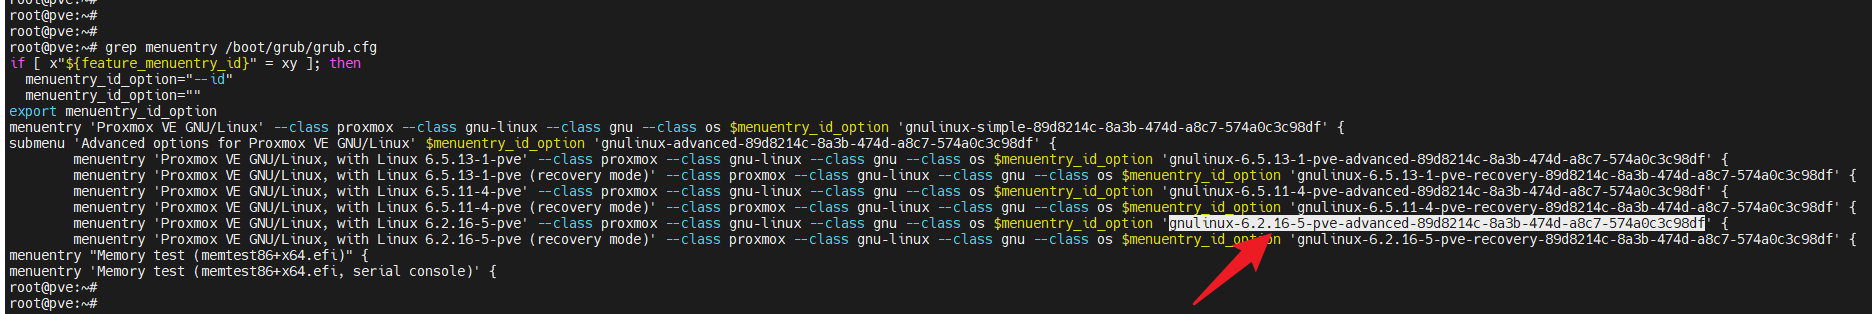 root@pve:~#
root@pve:~#
root@pve:~#
root@pve:~# grep menuentry /boot/grub/grub.cfg
if [ x"${feature_menuentry_id}" = xy ]; then
  menuentry_id_option="--id"
  menuentry_id_option=""
export menuentry_id_option
menuentry 'Proxmox VE GNU/Linux' --class proxmox --class gnu-linux --class gnu --class os $menuentry_id_option 'gnulinux-simple-89d8214c-8a3b-474d-a8c7-574a0c3c98df' {
submenu 'Advanced options for Proxmox VE GNU/Linux' $menuentry_id_option 'gnulinux-advanced-89d8214c-8a3b-474d-a8c7-574a0c3c98df' {
        menuentry 'Proxmox VE GNU/Linux, with Linux 6.5.13-1-pve' --class proxmox --class gnu-linux --class gnu --class os $menuentry_id_option 'gnulinux-6.5.13-1-pve-advanced-89d8214c-8a3b-474d-a8c7-574a0c3c98df' {
        menuentry 'Proxmox VE GNU/Linux, with Linux 6.5.13-1-pve (recovery mode)' --class proxmox --class gnu-linux --class gnu --class os $menuentry_id_option 'gnulinux-6.5.13-1-pve-recovery-89d8214c-8a3b-474d-a8c7-574a0c3c98df' {
        menuentry 'Proxmox VE GNU/Linux, with Linux 6.5.11-4-pve' --class proxmox --class gnu-linux --class gnu --class os $menuentry_id_option 'gnulinux-6.5.11-4-pve-advanced-89d8214c-8a3b-474d-a8c7-574a0c3c98df' {
        menuentry 'Proxmox VE GNU/Linux, with Linux 6.5.11-4-pve (recovery mode)' --class proxmox --class gnu-linux --class gnu --class os $menuentry_id_option 'gnulinux-6.5.11-4-pve-recovery-89d8214c-8a3b-474d-a8c7-574a0c3c98df' {
        menuentry 'Proxmox VE GNU/Linux, with Linux 6.2.16-5-pve' --class proxmox --class gnu-linux --class gnu --class os $menuentry_id_option 'gnulinux-6.2.16-5-pve-advanced-89d8214c-8a3b-474d-a8c7-574a0c3c98df' {
        menuentry 'Proxmox VE GNU/Linux, with Linux 6.2.16-5-pve (recovery mode)' --class proxmox --class gnu-linux --class gnu --class os $menuentry_id_option 'gnulinux-6.2.16-5-pve-recovery-89d8214c-8a3b-474d-a8c7-574a0c3c98df' {
menuentry "Memory test (memtest86+x64.efi)" {
menuentry 'Memory test (memtest86+x64.efi, serial console)' {
root@pve:~#
root@pve:~#